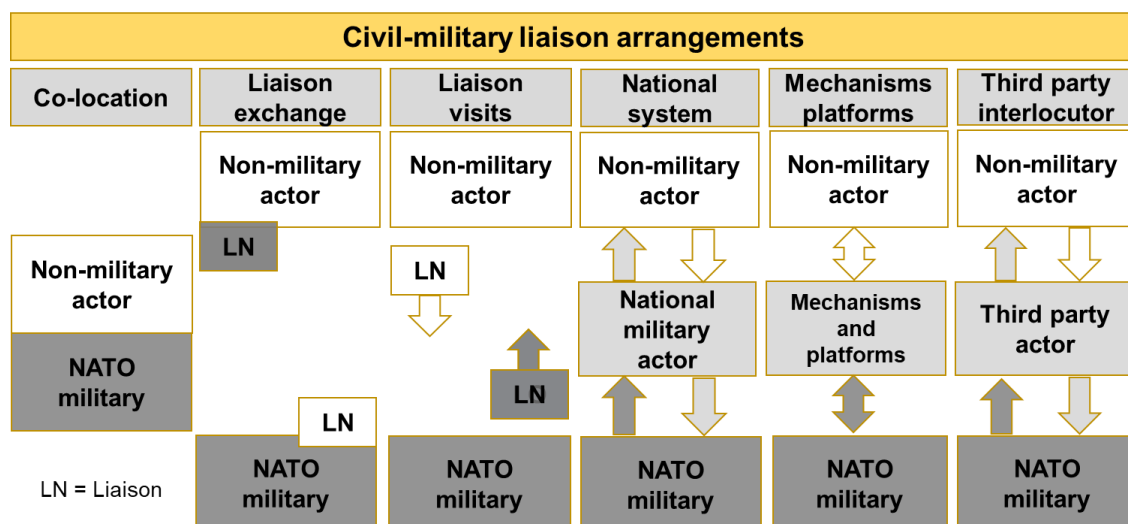 Civil-military liaison arrangements
Co-location
Liaison
exchange
Liaison
visits
National
system
Mechanisms
platforms
Third party
interlocutor
Non-military
actor
Non-military
actor
Non-military
actor
Non-military
actor
Non-military
actor
LN
Non-military
actor
LN
National
military
actor
Mechanisms
and
platforms
Third party
actor
NATO
military
LN
LN
NATO
military
NATO
military
NATO
military
NATO
military
NATO
military
LN = Liaison